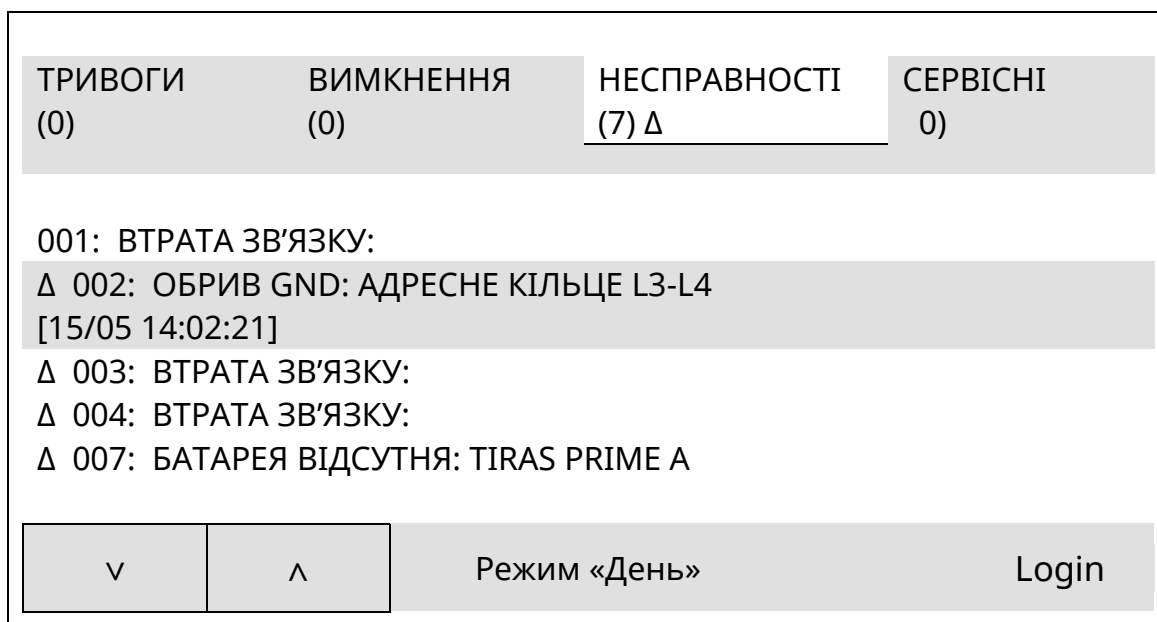 ТРИВОГИ ВИМКНЕННЯ НЕСПРАВНОСТІ СЕРВІСНІ
(0) (0) (7) Δ 0)
001: ВТРАТА ЗВ’ЯЗКУ:
Δ 002: ОБРИВ GND: АДРЕСНЕ КІЛЬЦЕ L3-L4
[15/05 14:02:21]
Δ 003: ВТРАТА ЗВ’ЯЗКУ:
Δ 004: ВТРАТА ЗВ’ЯЗКУ:
Δ 007: БАТАРЕЯ ВІДСУТНЯ: TIRAS PRIME A
˅ ˄ Режим «День» Login